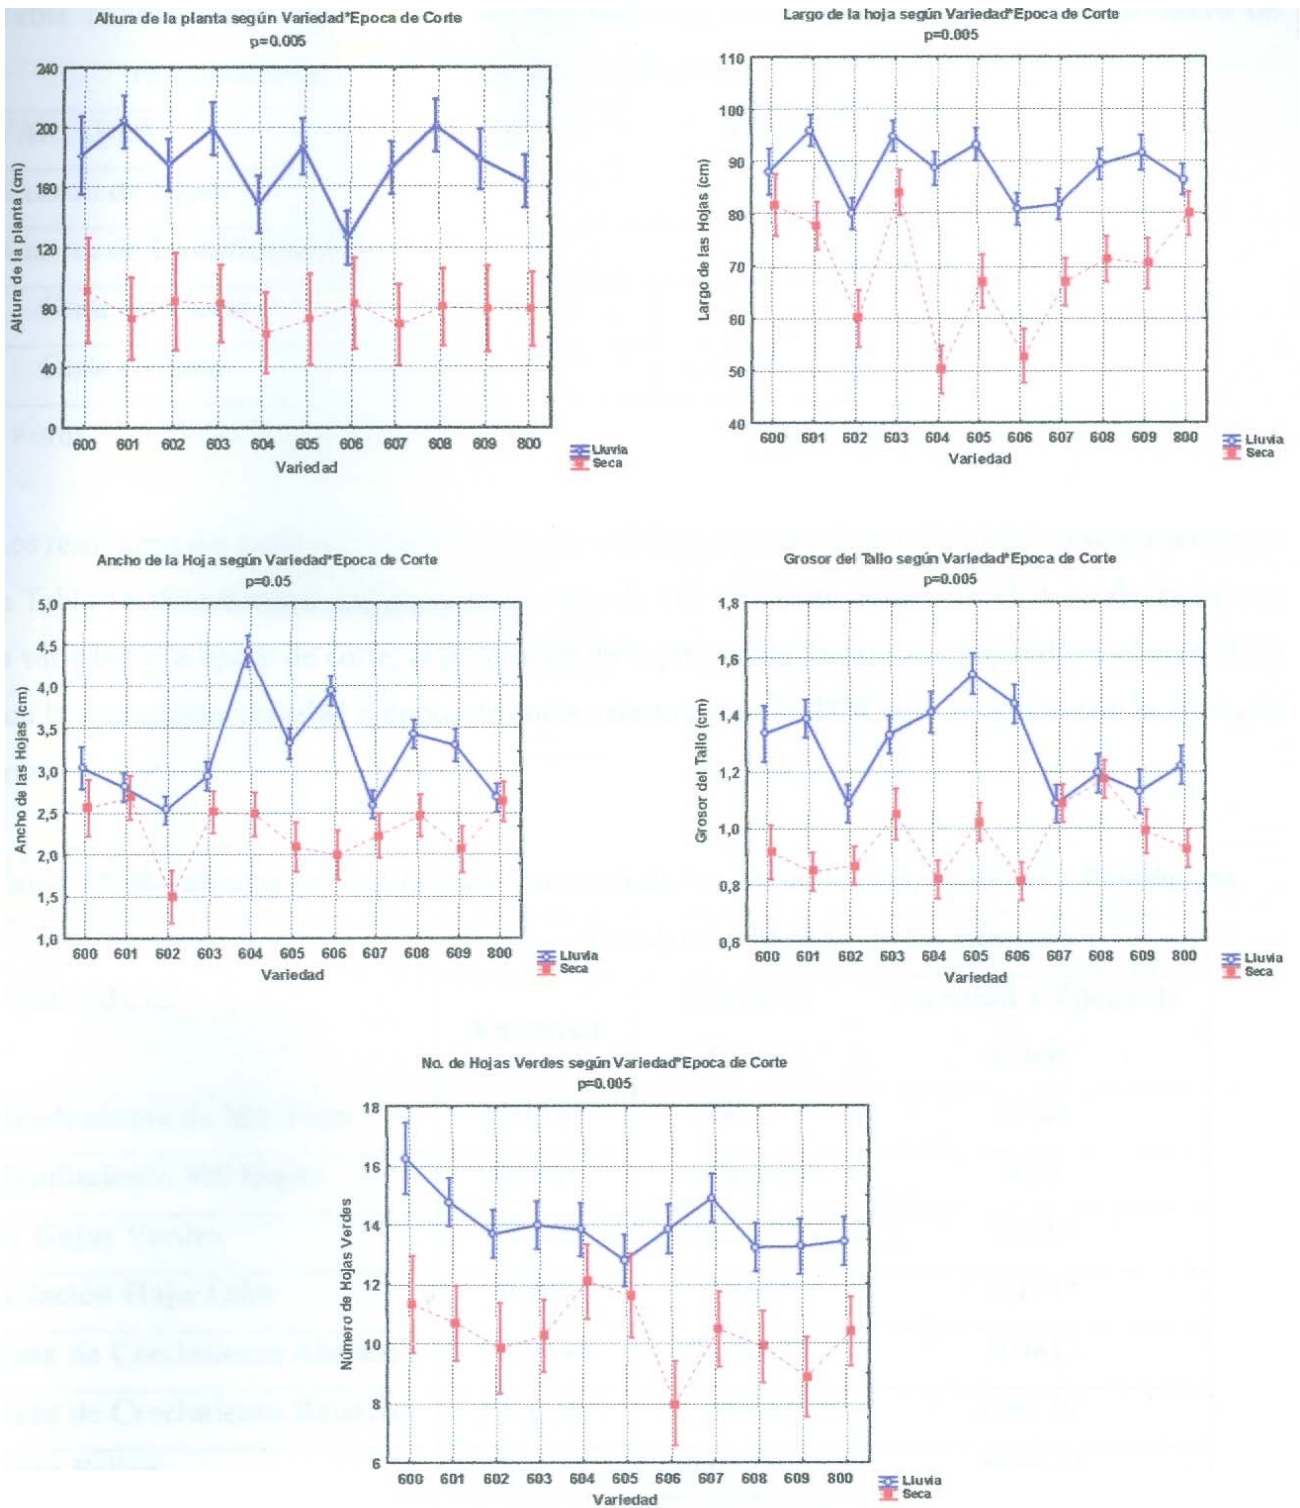 Altura de la planta según Variedad*Epoca de Corte
p=0.005
240
200
160
120
80
40
0
Altura de la planta (cm)
600 601 602 603 604 605 606 607 608 609 800
Variedad
Lluvia
Seca
Largo de la hoja según Variedad*Epoca de Corte
p=0.005
110
100
90
80
70
60
50
40
Largo de las Hojas (cm)
600 601 602 603 604 605 606 607 608 609 800
Variedad
Lluvia
Seca
Ancho de la Hoja según Variedad*Epoca de Corte
p=0.05
5,0
4,5
4,0
3,5
3,0
2,5
2,0
1,5
1,0
Ancho de las Hojas (cm)
600 601 602 603 604 605 606 607 608 609 800
Variedad
Lluvia
Seca
Grosor del Tallo según Variedad*Epoca de Corte
p=0.005
1,8
1,6
1,4
1,2
1,0
0,8
0,6
Grosor del Tallo (cm)
600 601 602 603 604 605 606 607 608 609 800
Variedad
Lluvia
Seca
No. de Hojas Verdes según Variedad*Epoca de Corte
p=0.005
18
16
14
12
10
8
6
Número de Hojas Verdes
600 601 602 603 604 605 606 607 608 609 800
Variedad
Lluvia
Seca